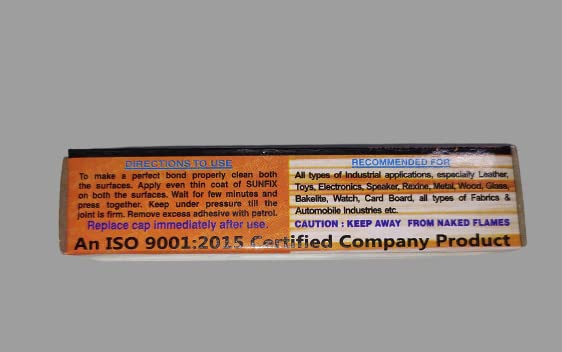 DIRECTIONS TO USE
To make a perfect bond properly clean both
the surfaces. Apply even thin coat of SUNFIX
on both the surfaces. Wait for few minutes and
press together. Keep under pressure till the
joint is firm. Remove excess adhesive with petrol.
Replace cap immediately after use.
RECOMMENDED FOR
All types of Industrial applications, especially Leather,
Toys, Electronics, Speaker, Rexine, Metal, Wood, Glass,
Bakelite, Watch, Card Board, all types of Fabrics &
Automobile Industries etc.
CAUTION : KEEP AWAY FROM NAKED FLAMES
An ISO 9001:2015 Certified Company Product